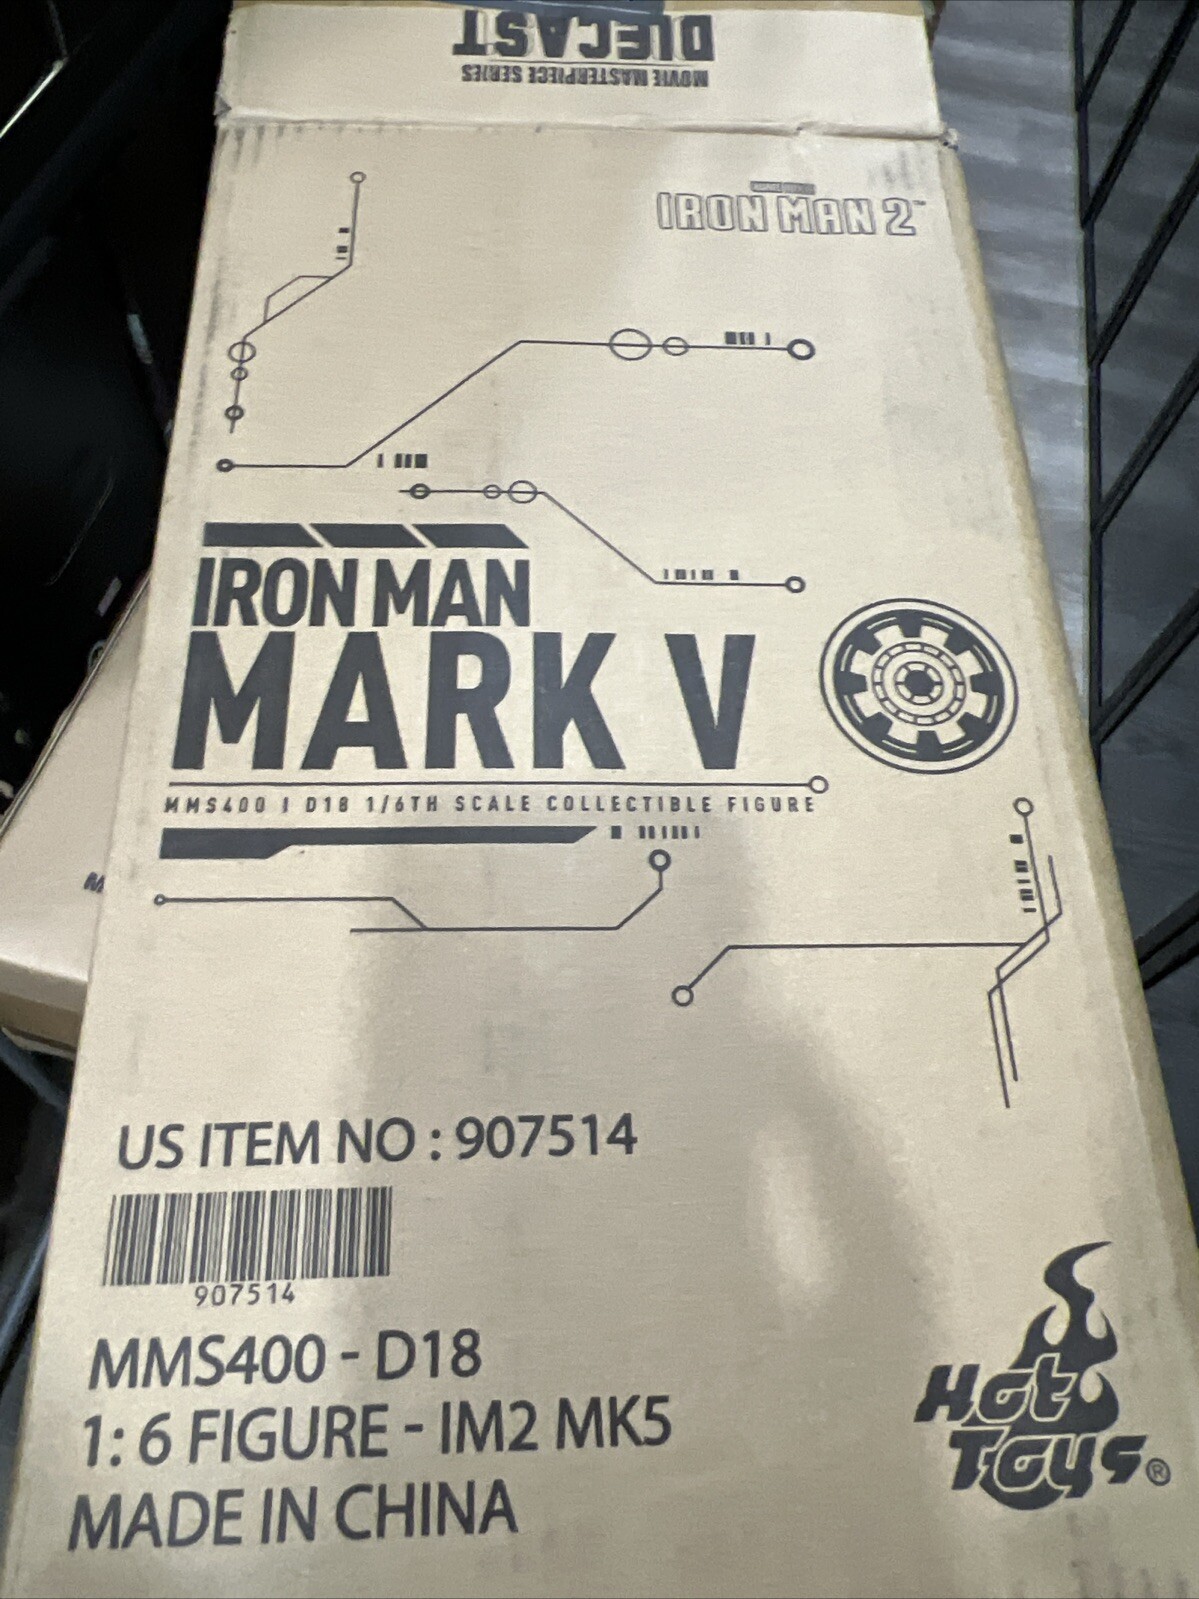 DIECAST
MOVIE MASTERPIECE SERIES
IRON MAN 2™
IRON MAN
MARK V
MMS400 | D18 1/6TH SCALE COLLECTIBLE FIGURE
M
US ITEM NO : 907514
907514
MMS400 - D18
1: 6 FIGURE - IM2 MK5
MADE IN CHINA
Hot
Toys®